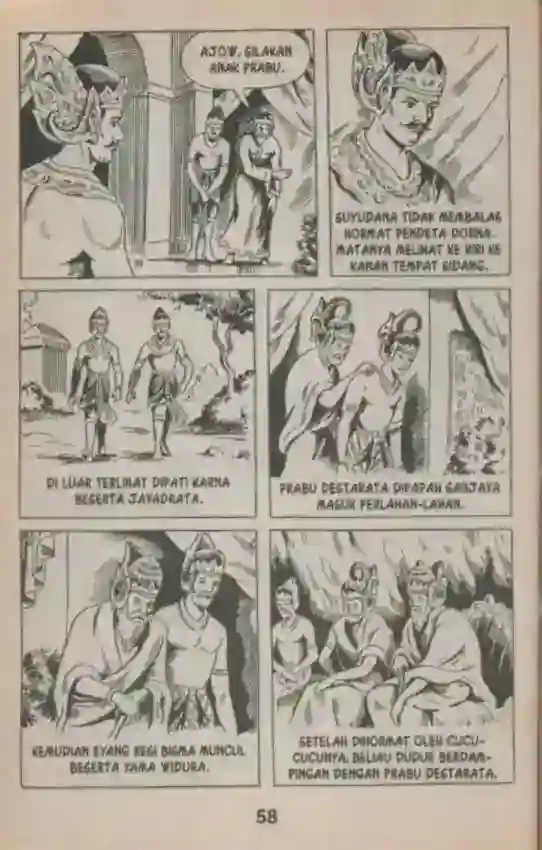 AJOW, SILAKAN
ANAK PRABU.
SUYUDANA TIDAK MEMBALAS
HORMAT PENDETA DORNA.
MATANYA MELIHAT KE KIRI KE
KANAN TEMPAT SIDANG.
DI LUAR TERLIHAT DIPATI KARNA
BESERTA JAYADRATA.
PRABU DESTARATA DIPAPAH SANJAYA
MASUK PERLAHAN-LAHAN.
KEMUDIAN EYANG RESI BISMA MUNCUL
BESERTA YAMA WIDURA.
SETELAH DIHORMAT OLEH CUCU-
CUCUNYA, BELIAU DUDUK BERDAM-
PINGAN DENGAN PRABU DESTARATA.
58